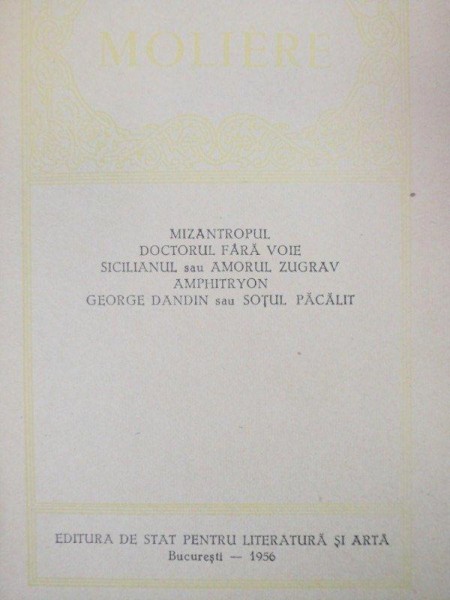 MOLIERE
MIZANTROPUL
DOCTORUL FĂRĂ VOIE
SICILIANUL sau AMORUL ZUGRAV
AMPHITRYON
GEORGE DANDIN sau SOȚUL PĂCĂLIT
EDITURA DE STAT PENTRU LITERATURĂ ȘI ARTĂ
București — 1956